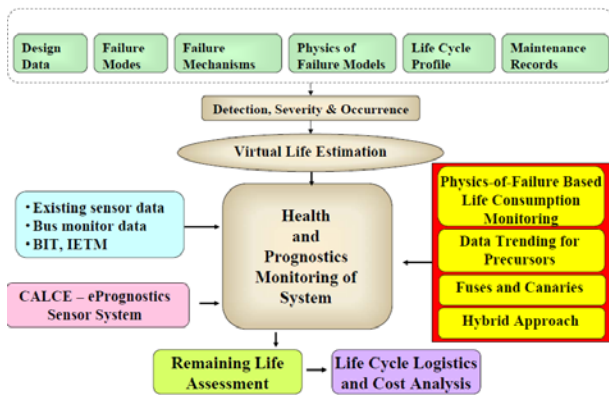 Design
Data
Failure
Modes
Failure
Mechanisms
Physics of
Failure Models
Life Cycle
Profile
Maintenance
Records
Detection, Severity & Occurrence
Virtual Life Estimation
• Existing sensor data
• Bus monitor data
• BIT, IETM
CALCE – ePrognostics
Sensor System
Health
and
Prognostics
Monitoring of
System
Physics-of-Failure Based
Life Consumption
Monitoring
Data Trending for
Precursors
Fuses and Canaries
Hybrid Approach
Remaining Life
Assessment
Life Cycle Logistics
and Cost Analysis